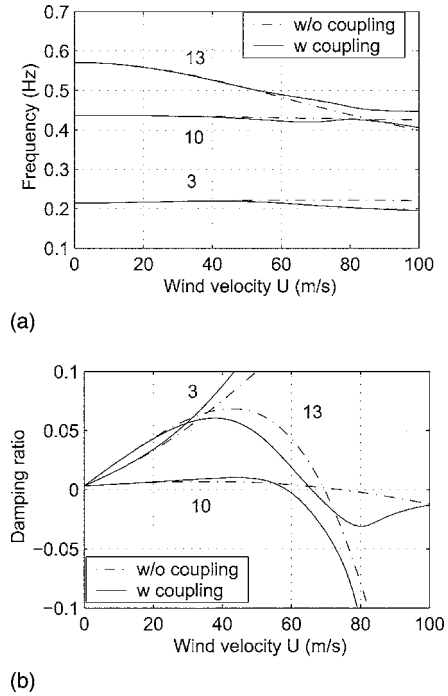 w/o coupling
w coupling
0.7
0.6
0.5
0.4
0.3
0.2
0.1
Frequency (Hz)
13
10
3
0 20 40 60 80 100
Wind velocity U (m/s)
(a)
0.1
0.05
0
−0.05
−0.1
Damping ratio
3
13
10
w/o coupling
w coupling
0 20 40 60 80 100
Wind velocity U (m/s)
(b)